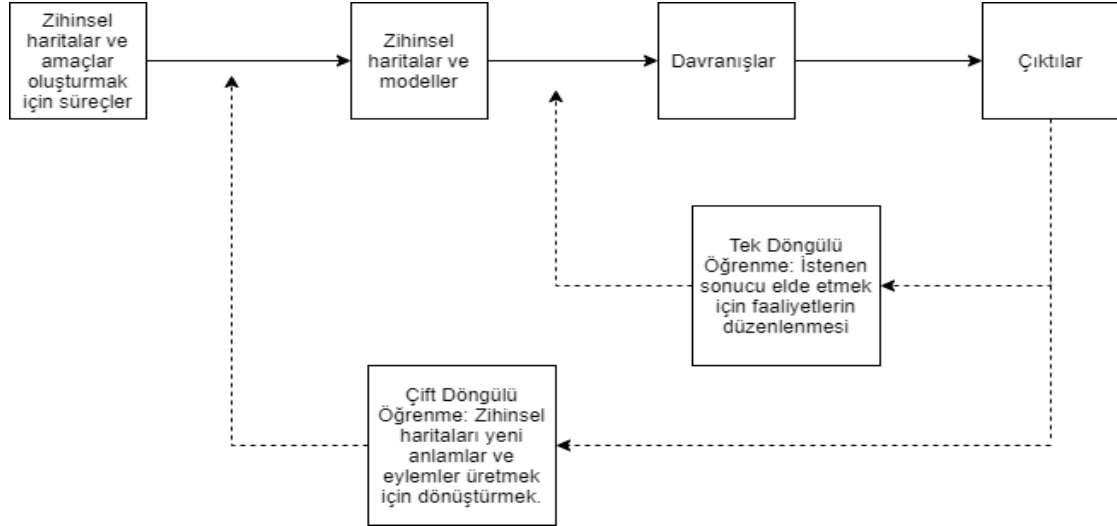 Zihinsel
haritalar ve
amaçlar
oluşturmak
için süreçler
Zihinsel
haritalar ve
modeller
Davranışlar
Çıktılar
Tek Döngülü
Öğrenme: İstenen
sonucu elde etmek
için faaliyetlerin
düzenlenmesi
Çift Döngülü
Öğrenme: Zihinsel
haritaları yeni
anlamlar ve
eylemler üretmek
için dönüştürmek.